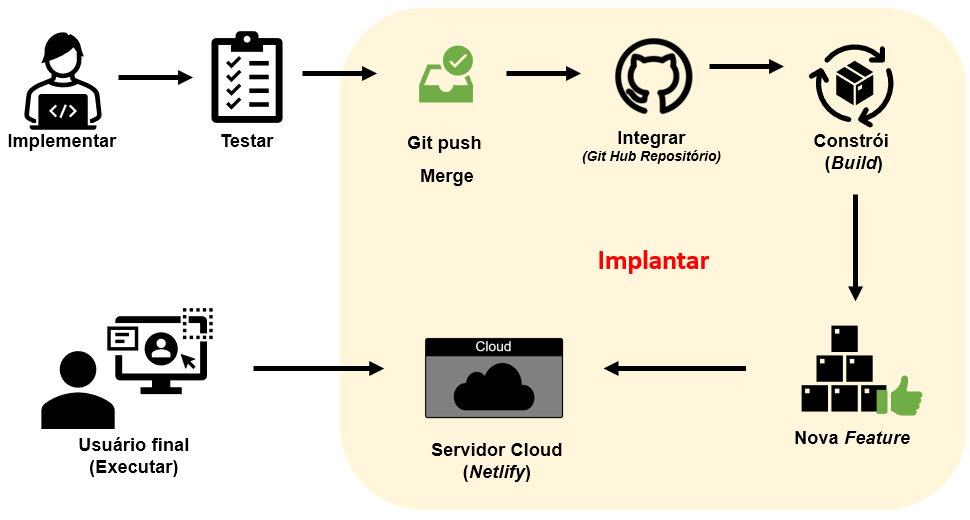 Implementar
Testar
Git push
Merge
Integrar
(Git Hub Repositório)
Constrói
(Build)
Implantar
Usuário final
(Executar)
Cloud
Servidor Cloud
(Netlify)
Nova Feature